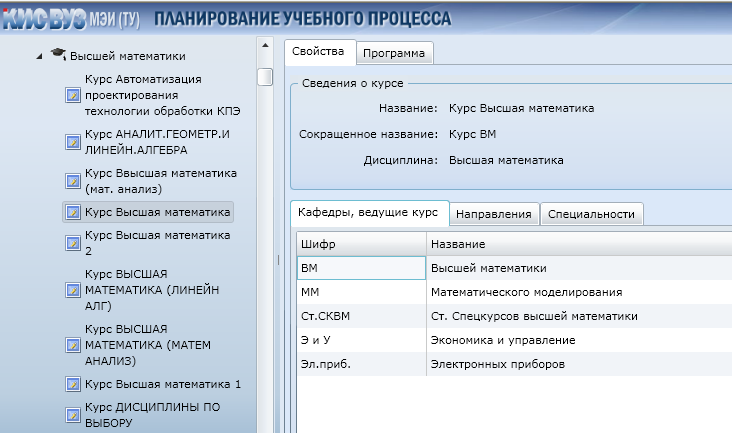 КИС ВУЗ МЭИ (ТУ) ПЛАНИРОВАНИЕ УЧЕБНОГО ПРОЦЕССА
Высшей математики
Курс Автоматизация
проектирования
технологии обработки КПЭ
Курс АНАЛИТ.ГЕОМЕТР.И
ЛИНЕЙН.АЛГЕБРА
Курс Ввысшая математика
(мат. анализ)
Курс Высшая математика
Курс Высшая математика
2
Курс ВЫСШАЯ
МАТЕМАТИКА (ЛИНЕЙН
АЛГ)
Курс ВЫСШАЯ
МАТЕМАТИКА (МАТЕМ
АНАЛИЗ)
Курс Высшая математика 1
Курс ДИСЦИПЛИНЫ ПО
ВЫБОРУ
Свойства Программа
Сведения о курсе
Название: Курс Высшая математика
Сокращенное название: Курс ВМ
Дисциплина: Высшая математика
Кафедры, ведущие курс Направления Специальности
Шифр Название
ВМ Высшей математики
ММ Математического моделирования
Ст.СКВМ Ст. Спецкурсов высшей математики
Э и У Экономика и управление
Эл.приб. Электронных приборов